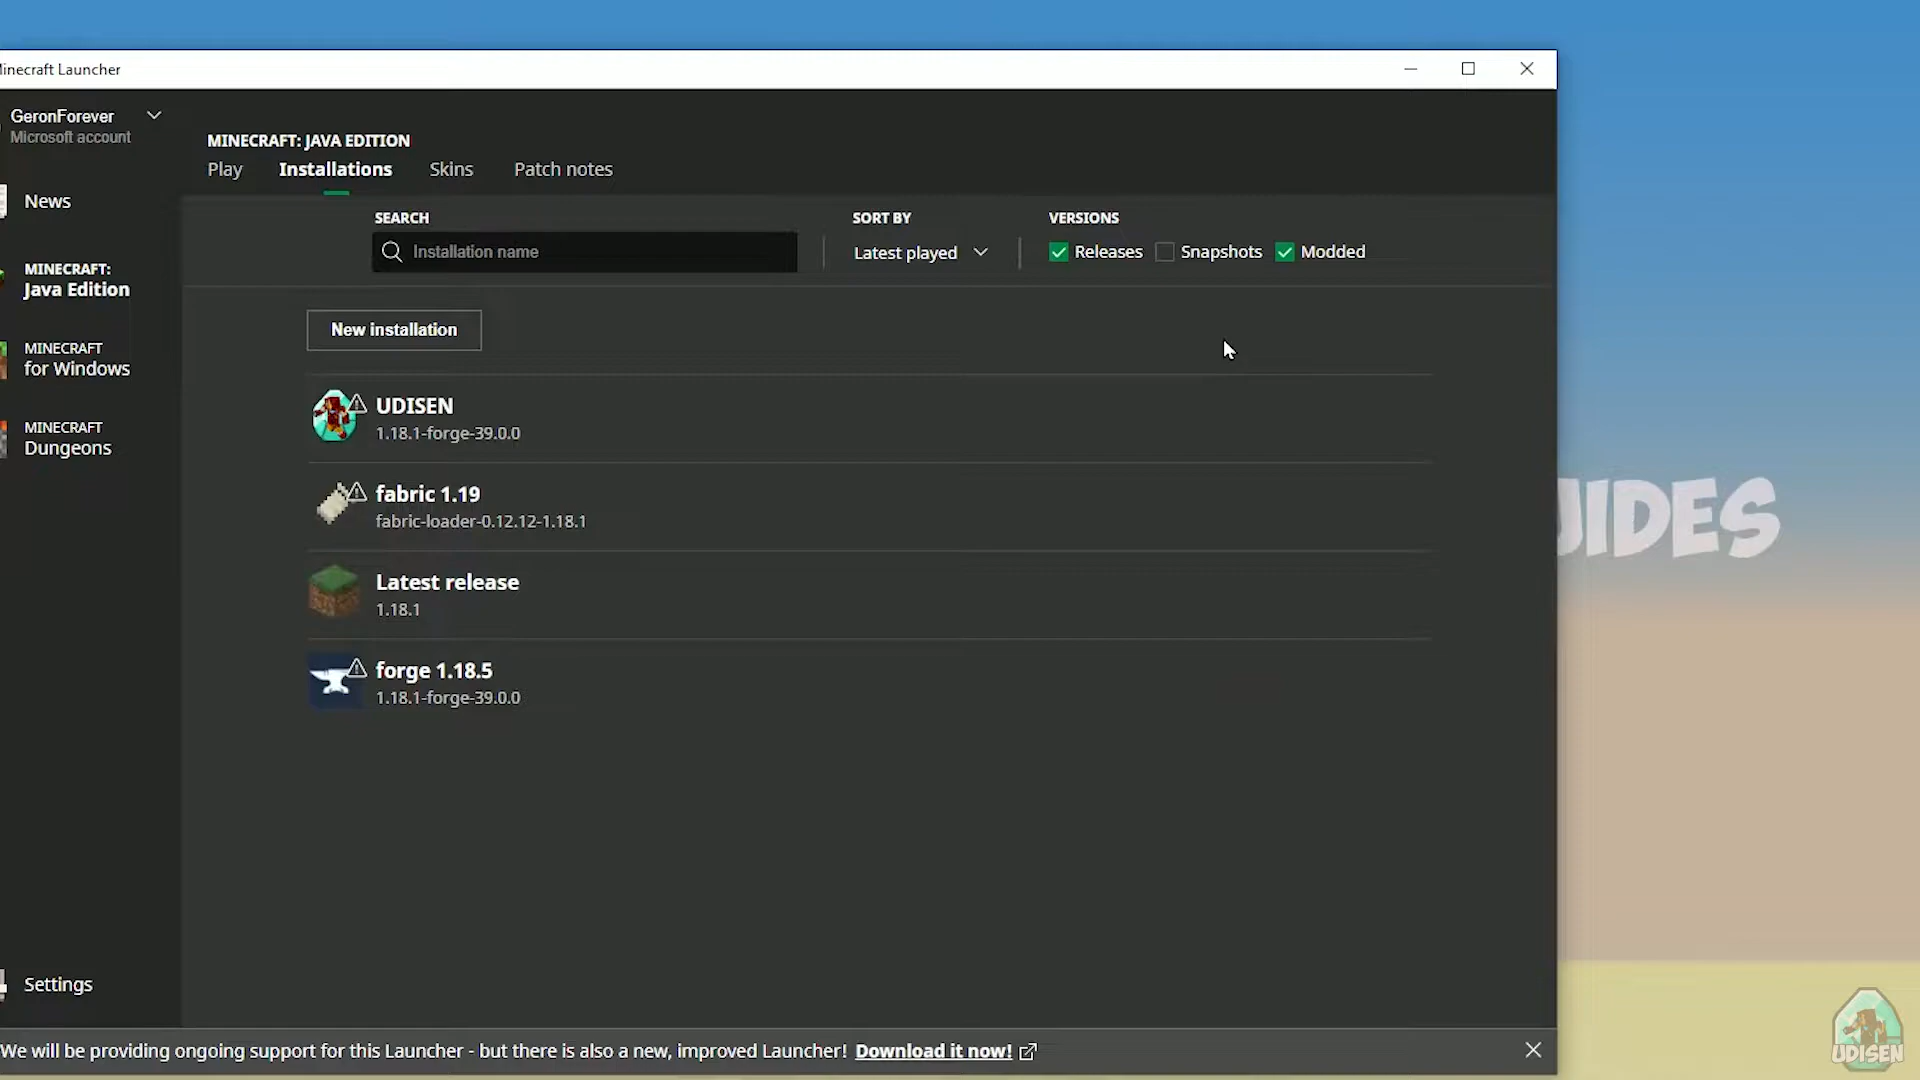 Minecraft Launcher
GeronForever
Microsoft account
News
MINECRAFT:
Java Edition
MINECRAFT
for Windows
MINECRAFT
Dungeons
Settings
MINECRAFT: JAVA EDITION
Play Installations Skins Patch notes
SEARCH SORT BY VERSIONS
Installation name Latest played Releases Snapshots Modded
New installation
UDISEN
1.18.1-forge-39.0.0
fabric 1.19
fabric-loader-0.12.12-1.18.1
Latest release
1.18.1
forge 1.18.5
1.18.1-forge-39.0.0
We will be providing ongoing support for this Launcher - but there is also a new, improved Launcher! Download it now!
UIDES
UDISEN